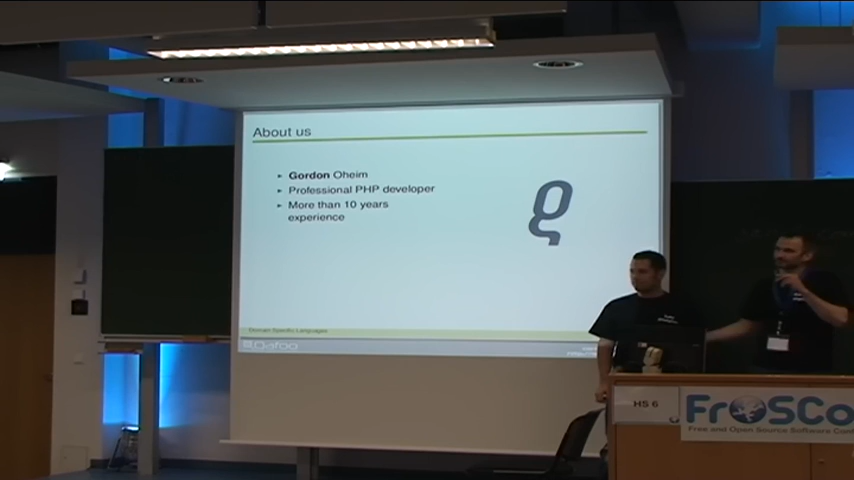 About us
► Gordon Oheim
► Professional PHP developer
► More than 10 years
experience
Domain Specific Languages
Qafoo
HS 6
FrOSCo
Free and Open Source Software Conf